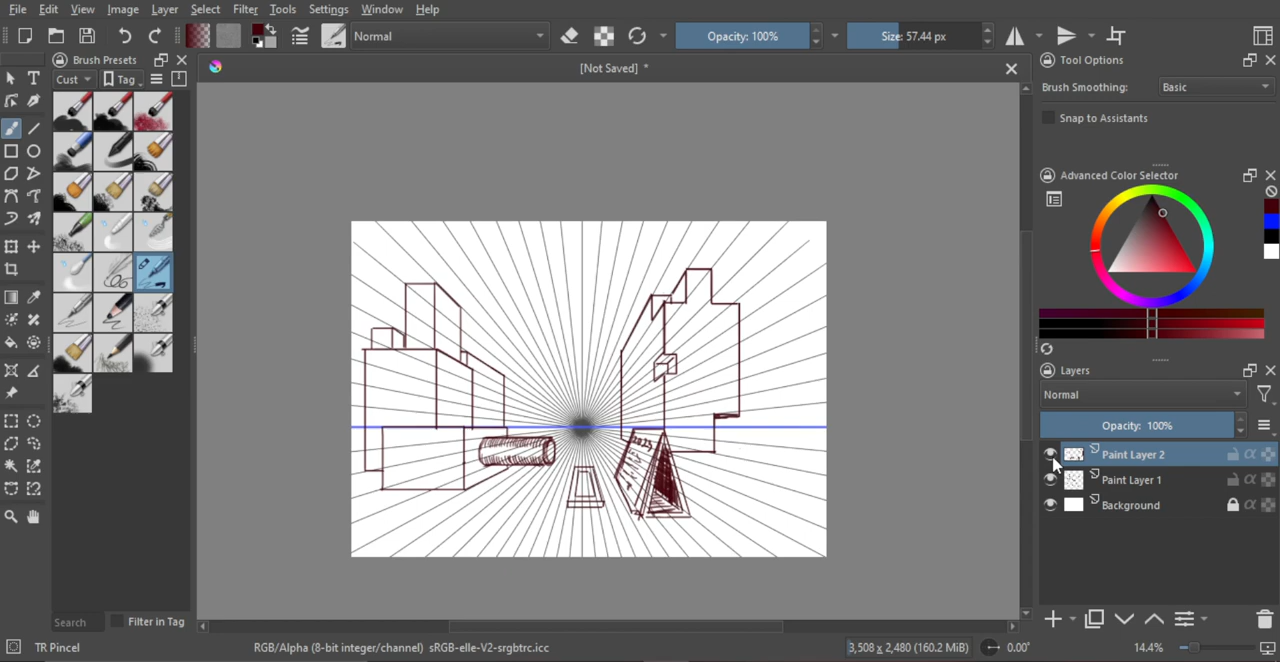 File Edit View Image Layer Select Filter Tools Settings Window Help
Normal Opacity: 100% Size: 57.44 px
Brush Presets [Not Saved] * Tool Options
Cust Tag Brush Smoothing: Basic
Snap to Assistants
Advanced Color Selector
2023
Layers
Normal
Opacity: 100%
Paint Layer 2
Paint Layer 1
Background
Search Filter in Tag
TR Pincel RGB/Alpha (8-bit integer/channel) sRGB-elle-V2-srgbtrc.icc 3,508 x 2,480 (160.2 MiB) 0.00° 14.4%